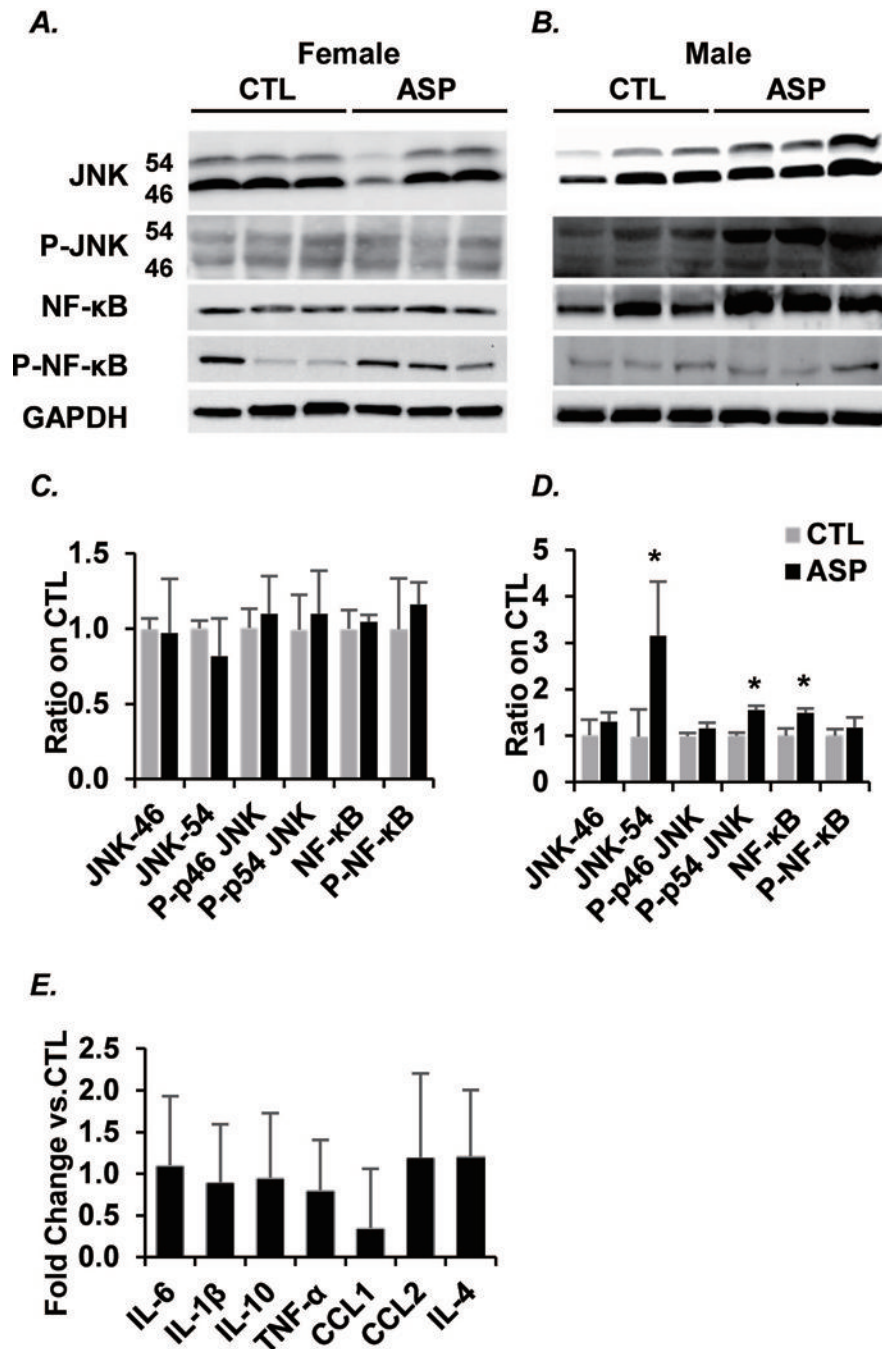 A.
Female
CTL ASP
JNK 54
46
P-JNK 54
46
NF-κB
P-NF-κB
GAPDH
B.
Male
CTL ASP
C.
Ratio on CTL
1.5
1.0
0.5
0.0
JNK-46 JNK-54 P-p46 JNK P-p54 JNK NF-κB P-NF-κB
D.
CTL
ASP
Ratio on CTL
5
4
3
2
1
0
* * *
JNK-46 JNK-54 P-p46 JNK P-p54 JNK NF-κB P-NF-κB
E.
Fold Change vs.CTL
2.5
2.0
1.5
1.0
0.5
0.0
IL-6 IL-1β IL-10 TNF-α CCL1 CCL2 IL-4